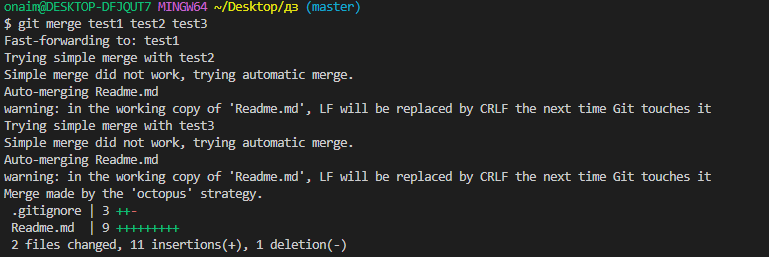 onaim@DESKTOP-DFJQUT7 MINGW64 ~/Desktop/дз (master)
$ git merge test1 test2 test3
Fast-forwarding to: test1
Trying simple merge with test2
Simple merge did not work, trying automatic merge.
Auto-merging Readme.md
warning: in the working copy of 'Readme.md', LF will be replaced by CRLF the next time Git touches it
Trying simple merge with test3
Simple merge did not work, trying automatic merge.
Auto-merging Readme.md
warning: in the working copy of 'Readme.md', LF will be replaced by CRLF the next time Git touches it
Merge made by the 'octopus' strategy.
 .gitignore | 3 ++-
 Readme.md  | 9 +++++++++
 2 files changed, 11 insertions(+), 1 deletion(-)